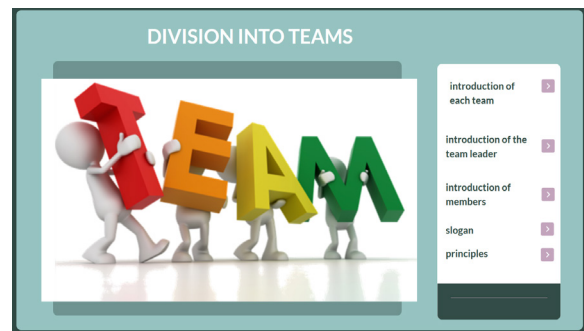 DIVISION INTO TEAMS
TEAM
introduction of
each team
introduction of the
team leader
introduction of
members
slogan
principles